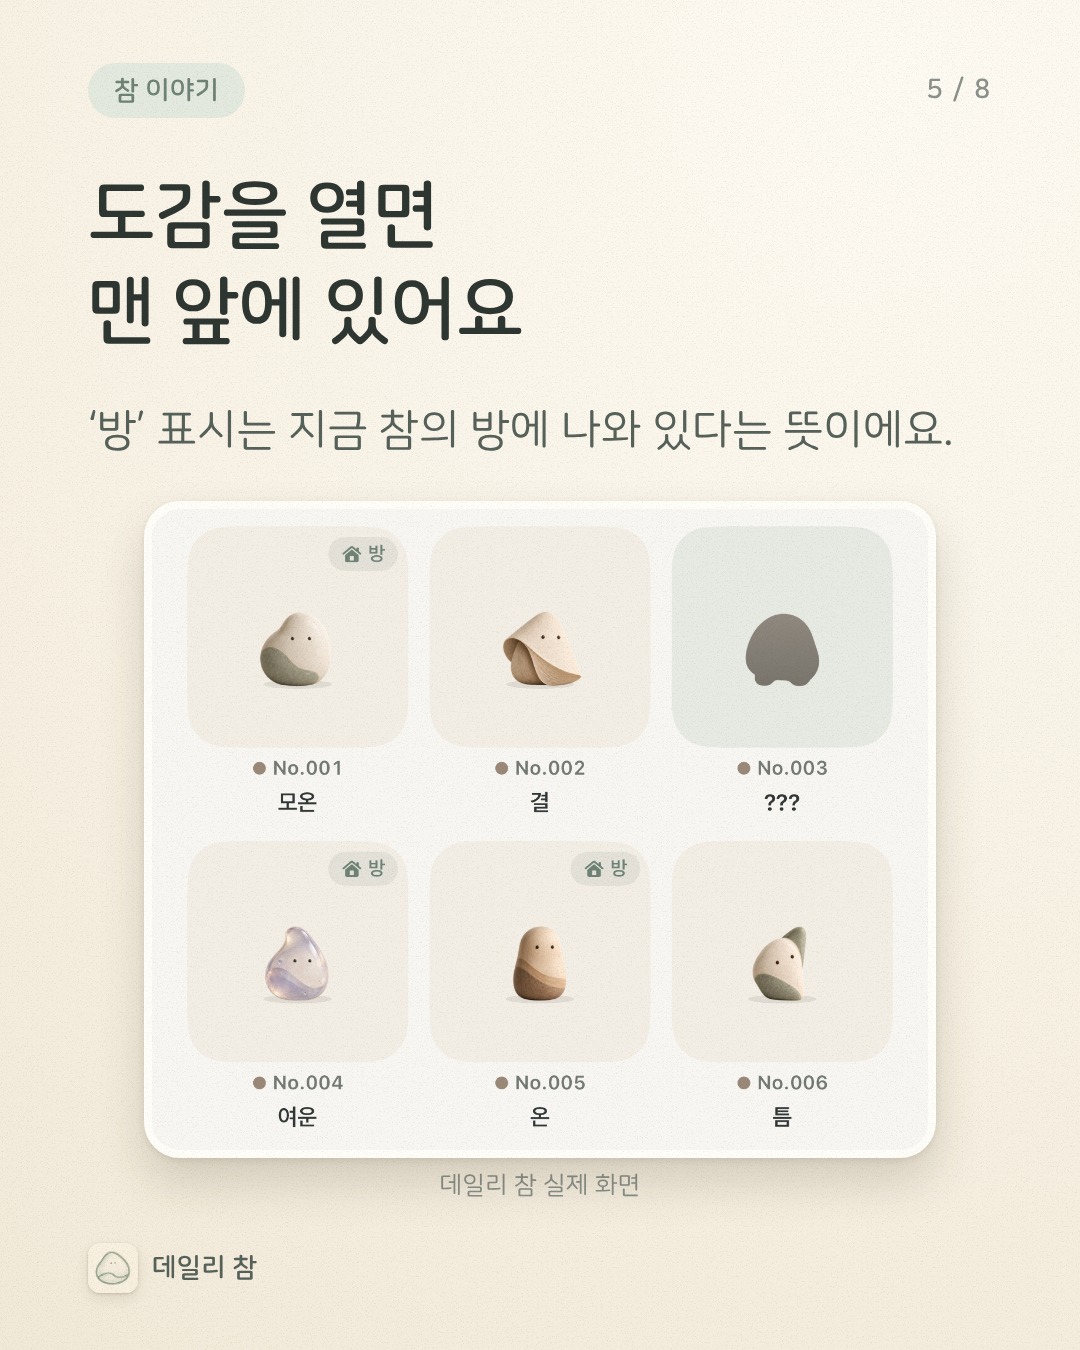 참 이야기
5 / 8
도감을 열면
맨 앞에 있어요
‘방’ 표시는 지금 참의 방에 나와 있다는 뜻이에요.
방
No.001
모온
No.002
결
No.003
???
방
방
No.004
여운
No.005
온
No.006
틈
데일리 참 실제 화면
데일리 참